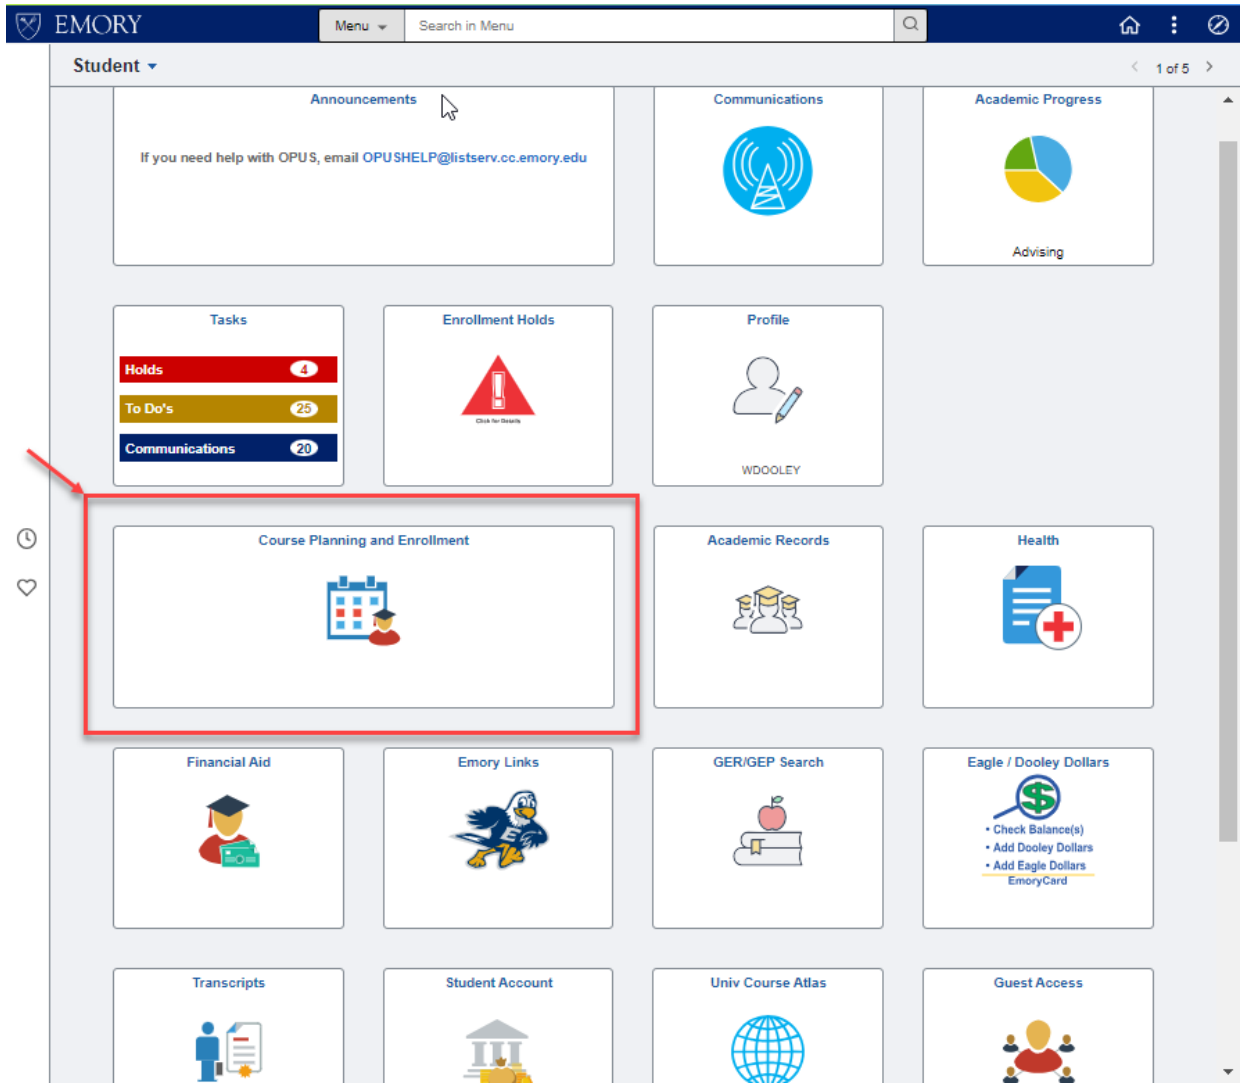 EMORY
Menu
Search in Menu
Student
1 of 5
Announcements
If you need help with OPUS, email OPUSHELP@listserv.cc.emory.edu
Communications
Academic Progress
Advising
Tasks
Holds 4
To Do's 25
Communications 20
Enrollment Holds
Click for Details
Profile
WDOOLEY
Course Planning and Enrollment
Academic Records
Health
Financial Aid
Emory Links
E
GER/GEP Search
Eagle / Dooley Dollars
$
• Check Balance(s)
• Add Dooley Dollars
• Add Eagle Dollars
EmoryCard
Transcripts
Student Account
Univ Course Atlas
Guest Access